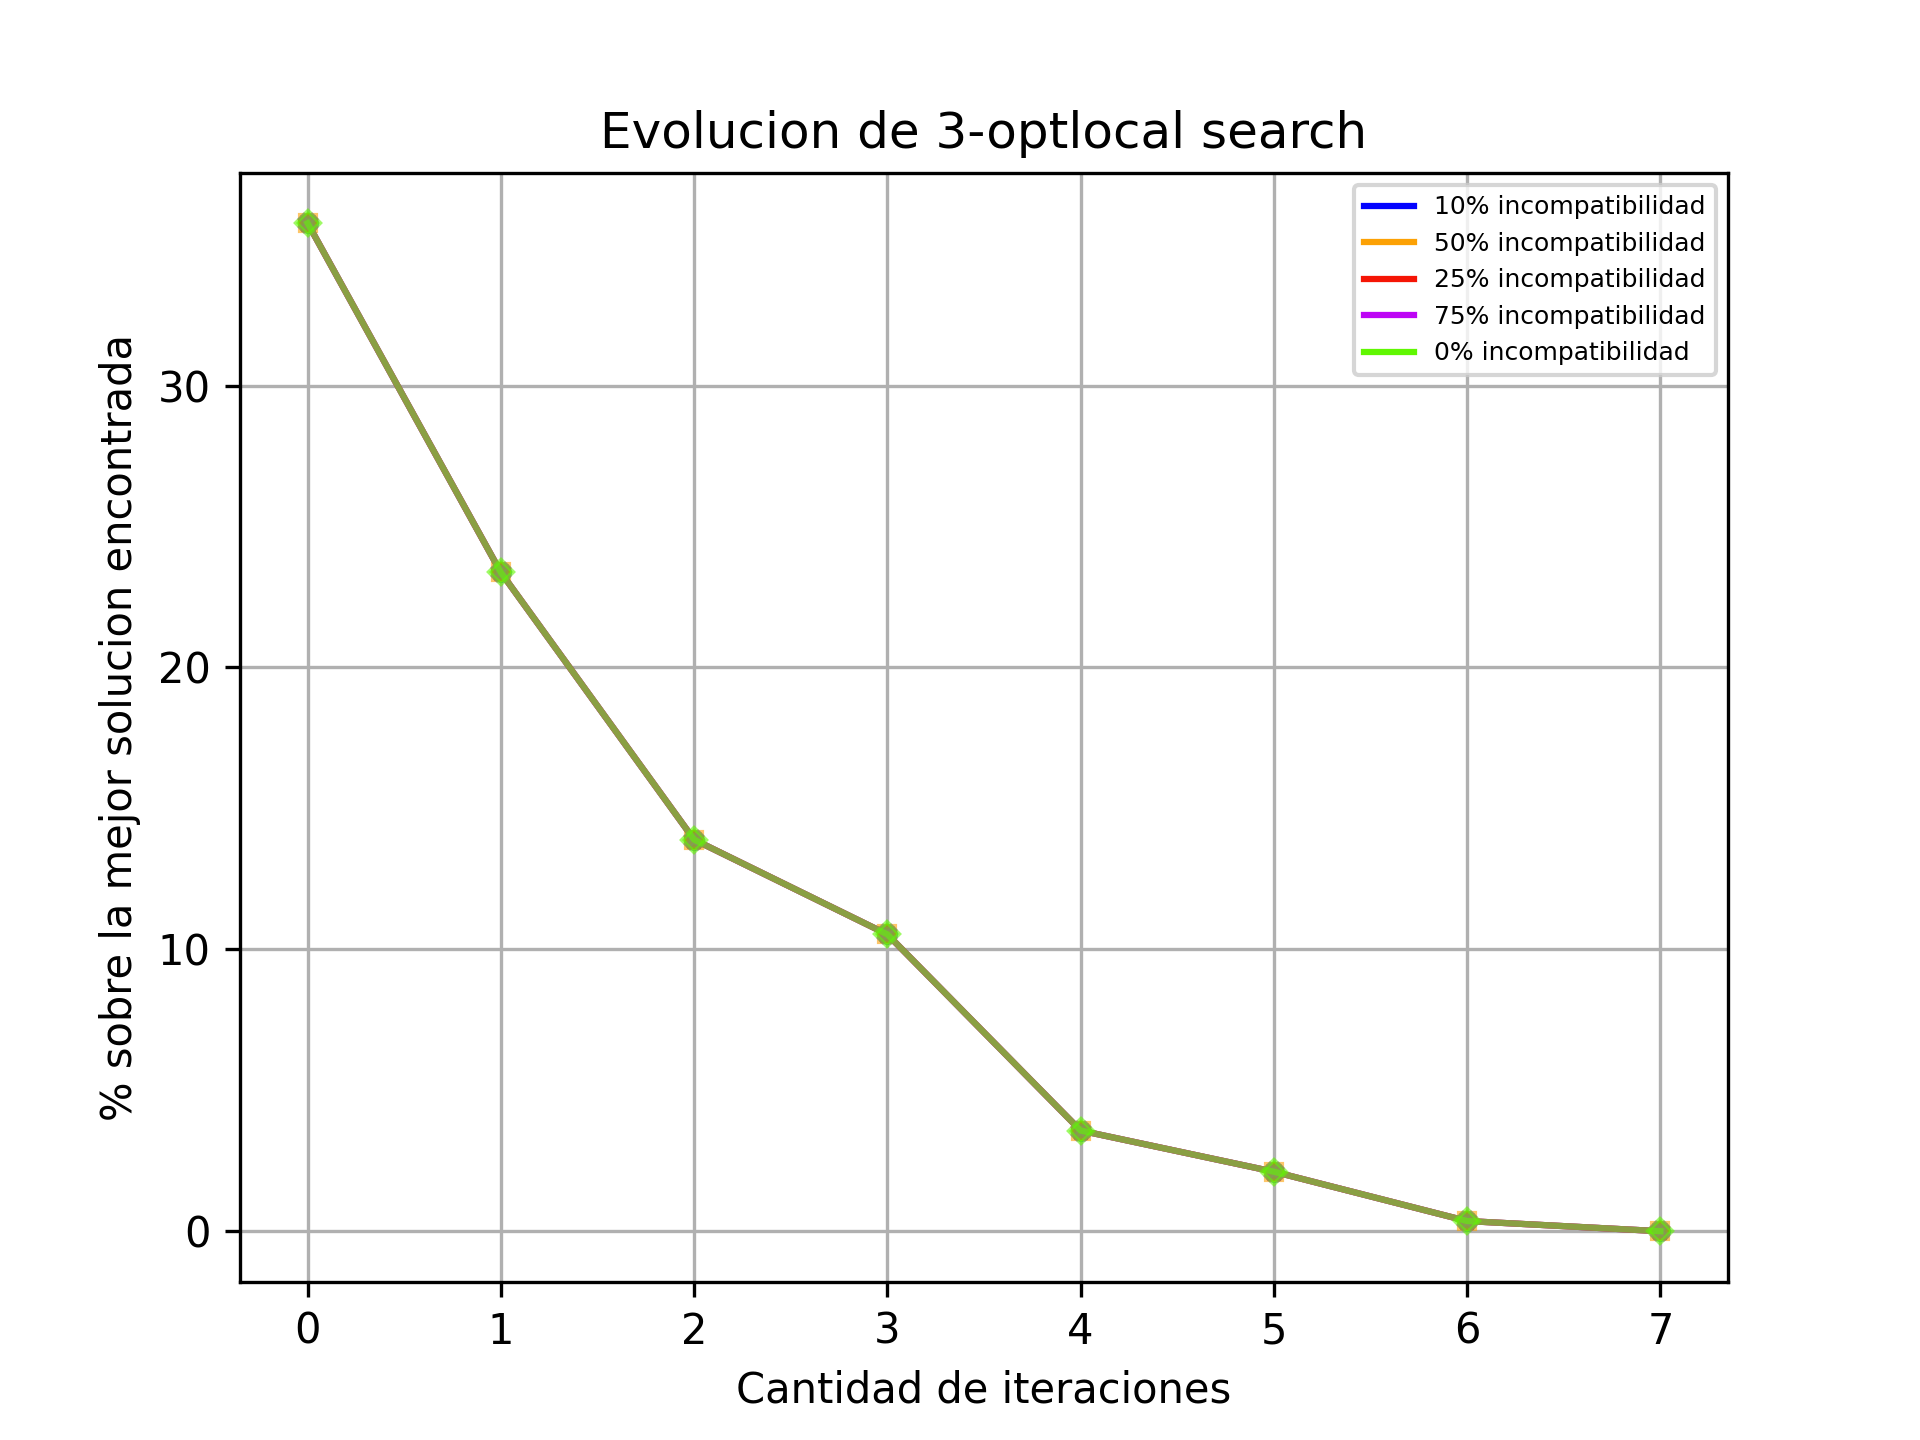 Evolucion de 3-optlocal search
10% incompatibilidad
50% incompatibilidad
25% incompatibilidad
75% incompatibilidad
0% incompatibilidad
% sobre la mejor solucion encontrada
30
20
10
0
0 1 2 3 4 5 6 7
Cantidad de iteraciones